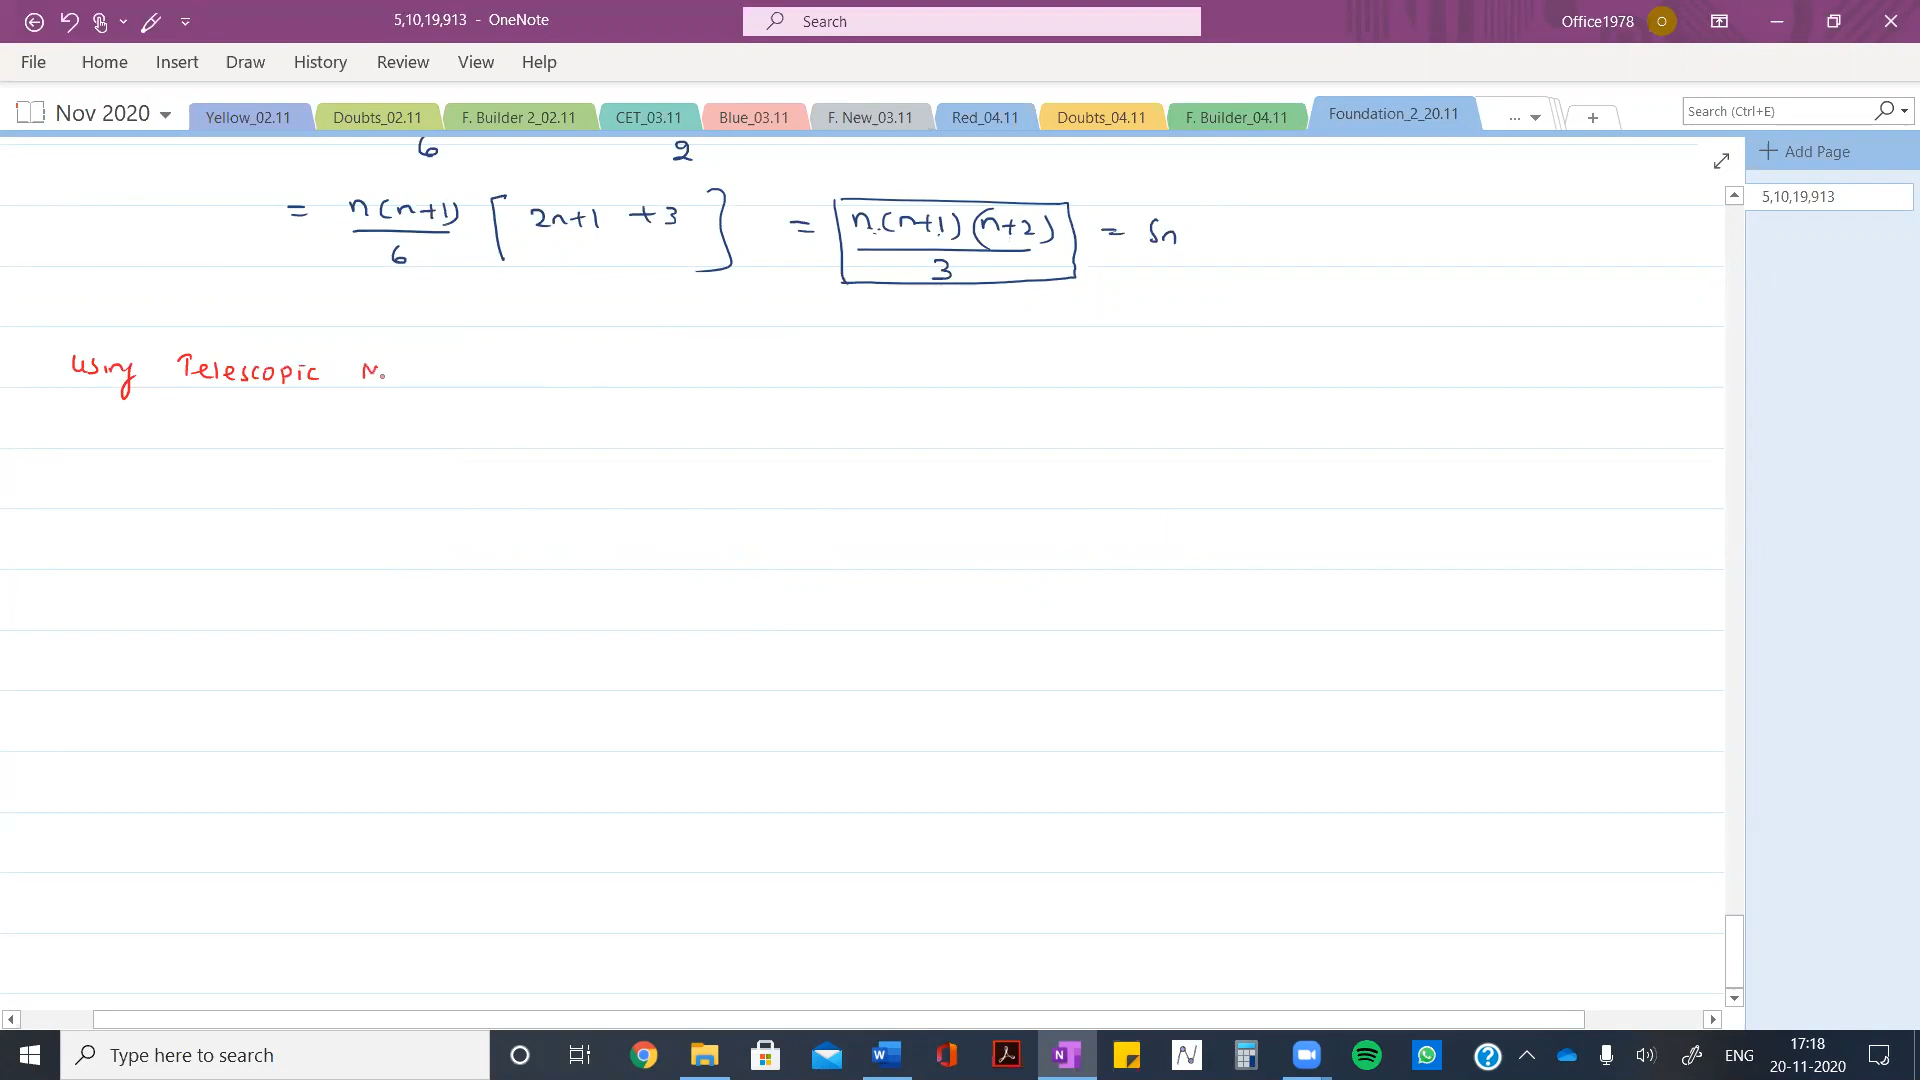 5,10,19,913 - OneNote
Search
Office1978
O
File Home Insert Draw History Review View Help
Nov 2020
Yellow_02.11
Doubts_02.11
F. Builder 2_02.11
CET_03.11
Blue_03.11
F. New_03.11
Red_04.11
Doubts_04.11
F. Builder_04.11
Foundation_2_20.11
...
Search (Ctrl+E)
Add Page
5,10,19,913
6 2
= n(n+1)/6 [ 2n+1 +3 ] = n.(n+1)(n+2)/3 = Sn
Using Telescopic M.
Type here to search
ENG
17:18
20-11-2020